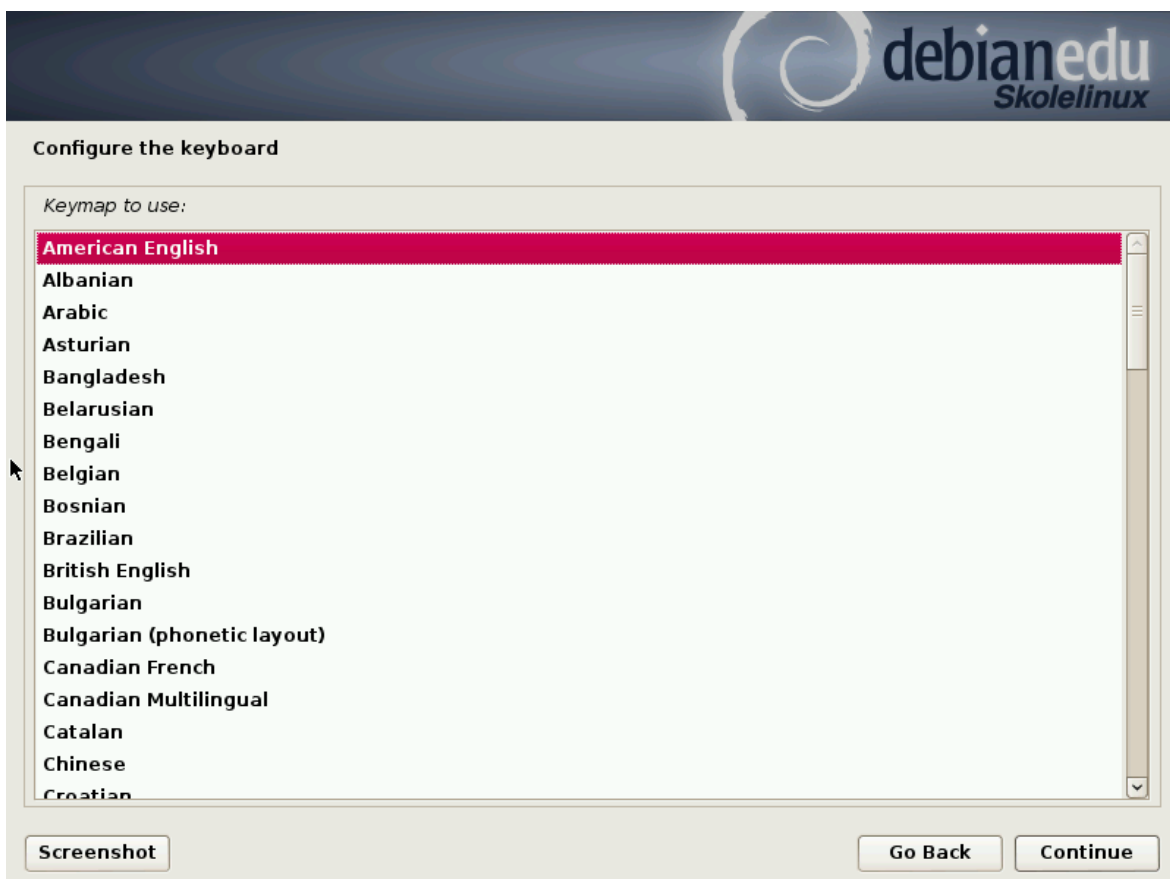 debianedu
Skolelinux
Configure the keyboard
Keymap to use:
American English
Albanian
Arabic
Asturian
Bangladesh
Belarusian
Bengali
Belgian
Bosnian
Brazilian
British English
Bulgarian
Bulgarian (phonetic layout)
Canadian French
Canadian Multilingual
Catalan
Chinese
Croatian
Screenshot
Go Back
Continue